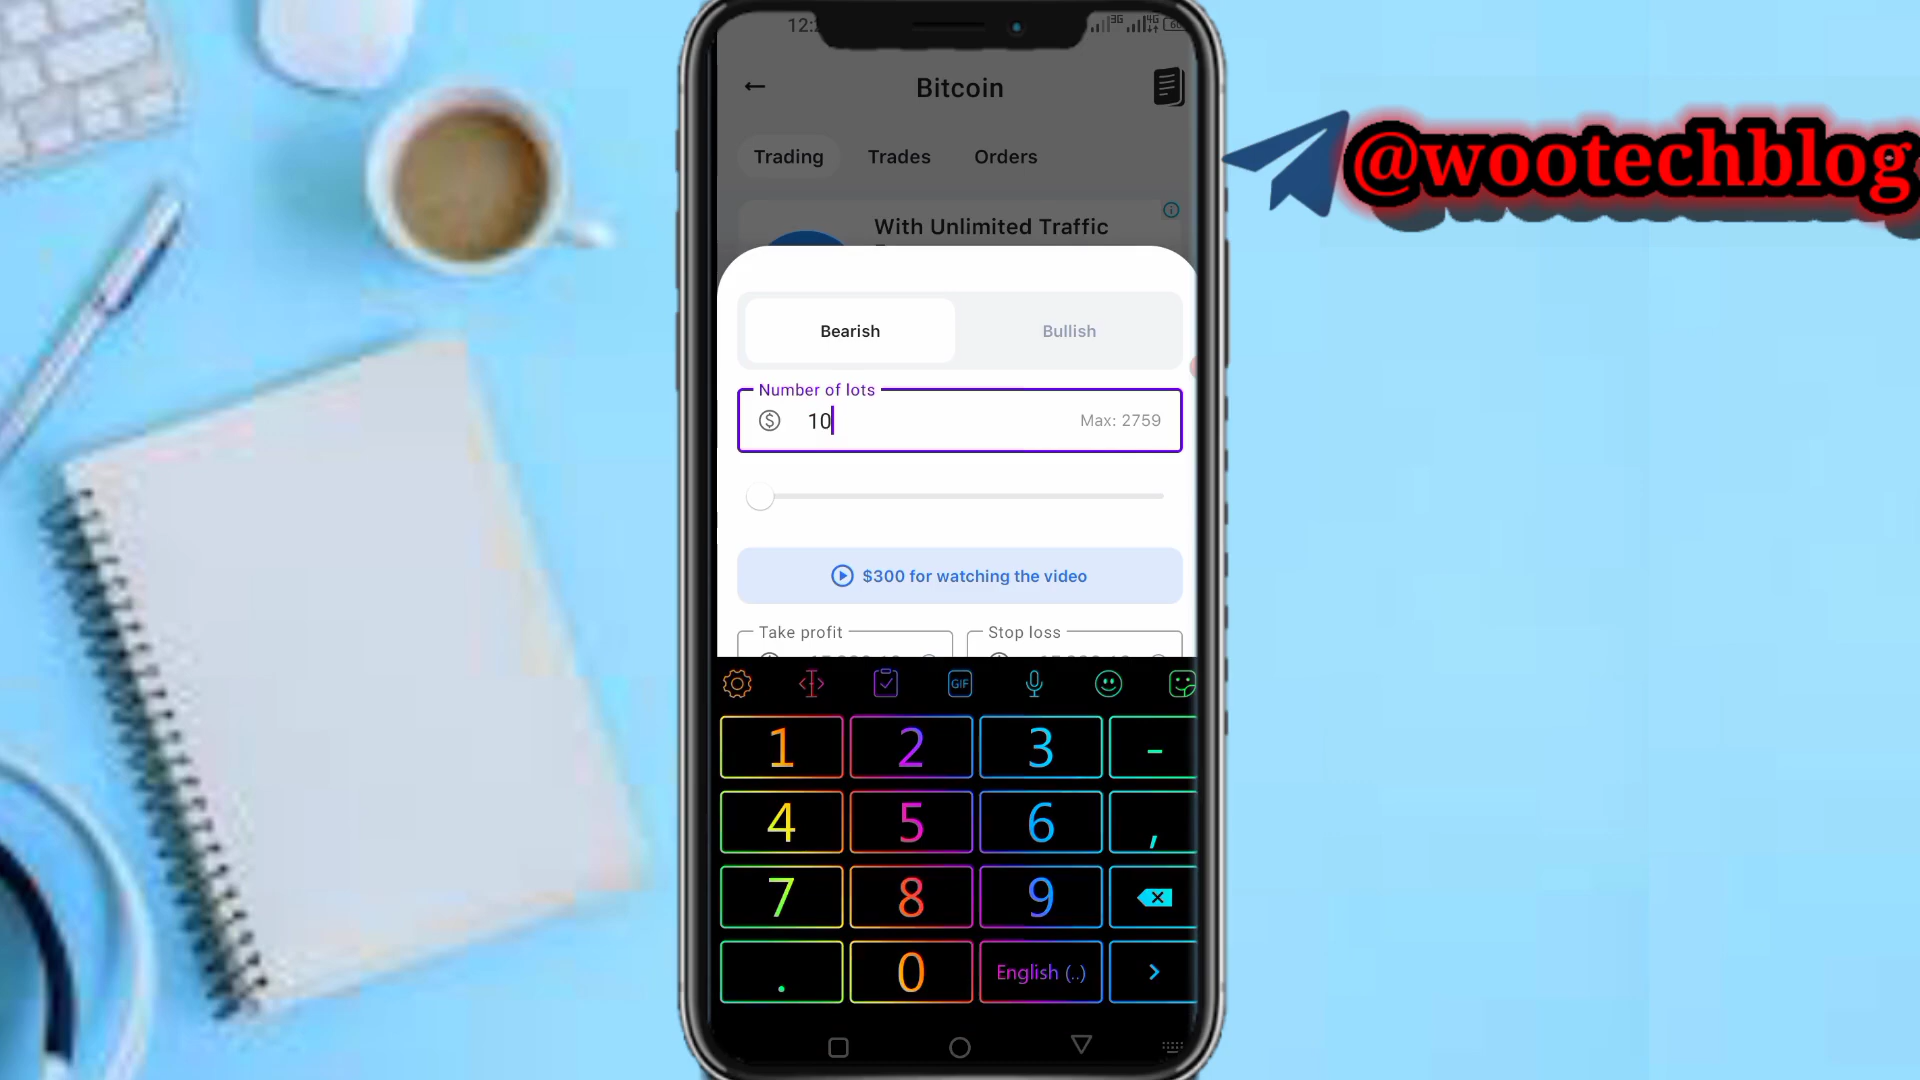 Bitcoin
@wootechblog
Trading Trades Orders
With Unlimited Traffic
Bearish Bullish
Number of lots
10 Max: 2759
$300 for watching the video
Take profit Stop loss
GIF
1 2 3 -
4 5 6 ,
7 8 9
. 0 English (..) >